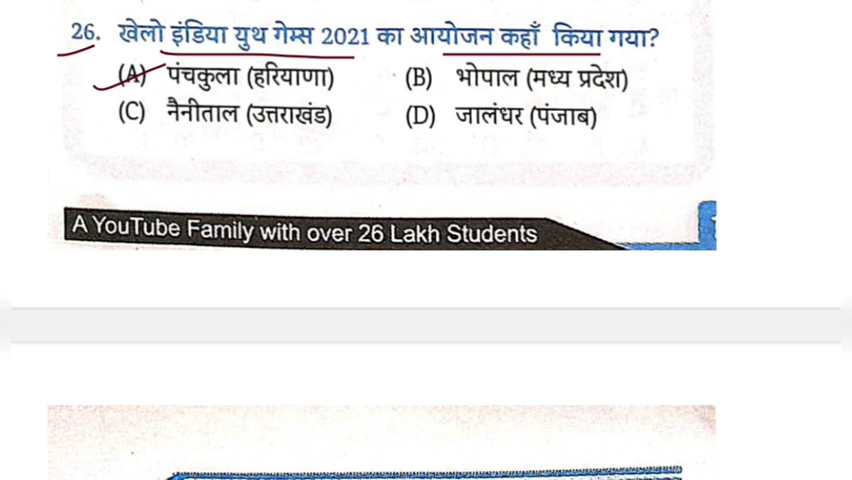 26. खेलो इंडिया युथ गेम्स 2021 का आयोजन कहाँ किया गया?
(A) पंचकुला (हरियाणा) (B) भोपाल (मध्य प्रदेश)
(C) नैनीताल (उत्तराखंड) (D) जालंधर (पंजाब)
A YouTube Family with over 26 Lakh Students